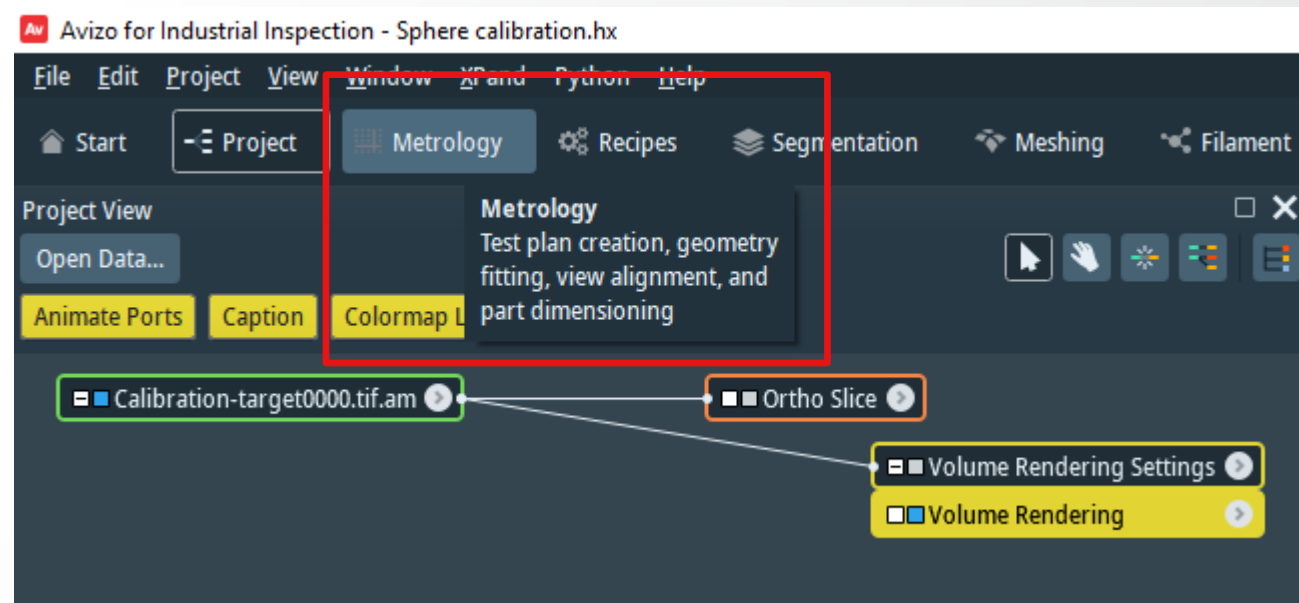 Av Avizo for Industrial Inspection - Sphere calibration.hx
File Edit Project View Window XPand Python Help
Start Project Metrology Recipes Segmentation Meshing Filament
Project View
Metrology
Test plan creation, geometry
Open Data...
fitting, view alignment, and
Animate Ports Caption Colormap L
part dimensioning
Calibration-target0000.tif.am Ortho Slice
Volume Rendering Settings
Volume Rendering